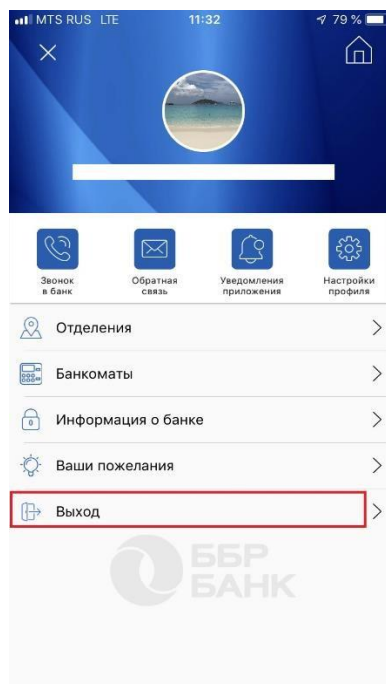 MTS RUS LTE 11:32 79 %
Звонок
в банк
Обратная
связь
Уведомления
приложения
Настройки
профиля
Отделения
Банкоматы
Информация о банке
Ваши пожелания
Выход
ББР
БАНК